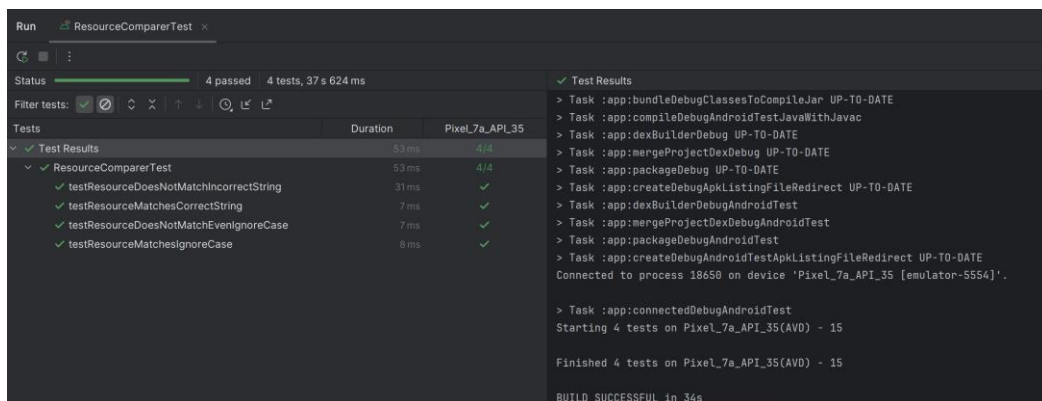 Run ResourceComparerTest ×
Status 4 passed 4 tests, 37 s 624 ms
Filter tests:
Tests Duration Pixel_7a_API_35
Test Results 53 ms 4/4
ResourceComparerTest 53 ms 4/4
testResourceDoesNotMatchIncorrectString 31 ms
testResourceMatchesCorrectString 7 ms
testResourceDoesNotMatchEvenIgnoreCase 7 ms
testResourceMatchesIgnoreCase 8 ms
Test Results
> Task :app:bundleDebugClassesToCompileJar UP-TO-DATE
> Task :app:compileDebugAndroidTestJavaWithJavac
> Task :app:dexBuilderDebug UP-TO-DATE
> Task :app:mergeProjectDexDebug UP-TO-DATE
> Task :app:packageDebug UP-TO-DATE
> Task :app:createDebugApkListingFileRedirect UP-TO-DATE
> Task :app:dexBuilderDebugAndroidTest
> Task :app:mergeProjectDexDebugAndroidTest
> Task :app:packageDebugAndroidTest
> Task :app:createDebugAndroidTestApkListingFileRedirect UP-TO-DATE
Connected to process 18650 on device 'Pixel_7a_API_35 [emulator-5554]'.
> Task :app:connectedDebugAndroidTest
Starting 4 tests on Pixel_7a_API_35(AVD) - 15
Finished 4 tests on Pixel_7a_API_35(AVD) - 15
BUILD SUCCESSFUL in 34s